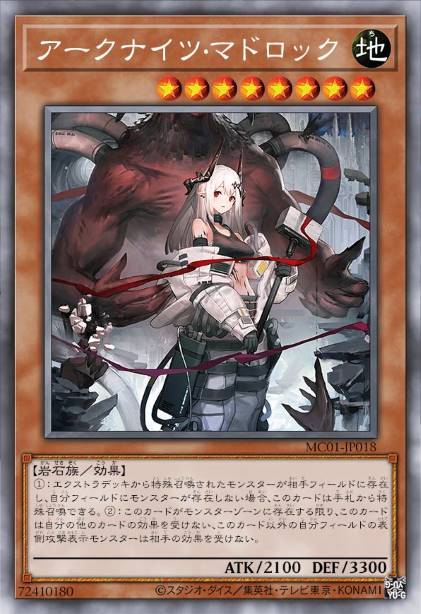 アークナイツ・マドロック
地
MC01-JP018
【岩石族／効果】
①：エクストラデッキから特殊召喚されたモンスターが相手フィールドに存在
し、自分フィールドにモンスターが存在しない場合、このカードは手札から特
殊召喚できる。②：このカードがモンスターゾーンに存在する限り、このカード
は自分の他のカードの効果を受けない、このカード以外の自分フィールドの表
側攻撃表示モンスターは相手の効果を受けない。
ATK/2100 DEF/3300
72410180
©スタジオ・ダイス／集英社・テレビ東京・KONAMI